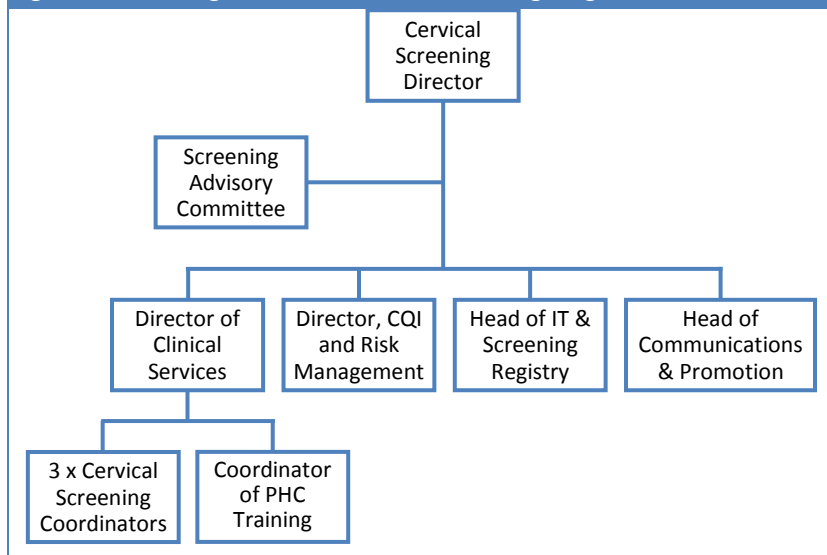 Cervical
Screening
Director
Screening
Advisory
Committee
Director of
Clinical
Services
Director, CQI
and Risk
Management
Head of IT &
Screening
Registry
Head of
Communications
& Promotion
3 x Cervical
Screening
Coordinators
Coordinator
of PHC
Training